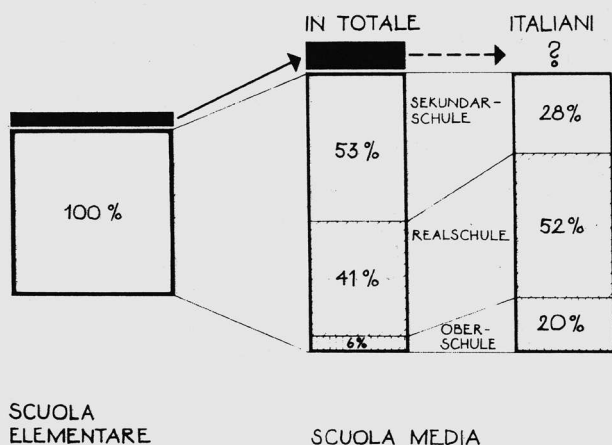 IN TOTALE
ITALIANI
?
SEKUNDAR-
SCHULE
28%
53%
100%
REALSCHULE
52%
41%
OBER-
SCHULE
20%
6%
SCUOLA
ELEMENTARE
SCUOLA MEDIA